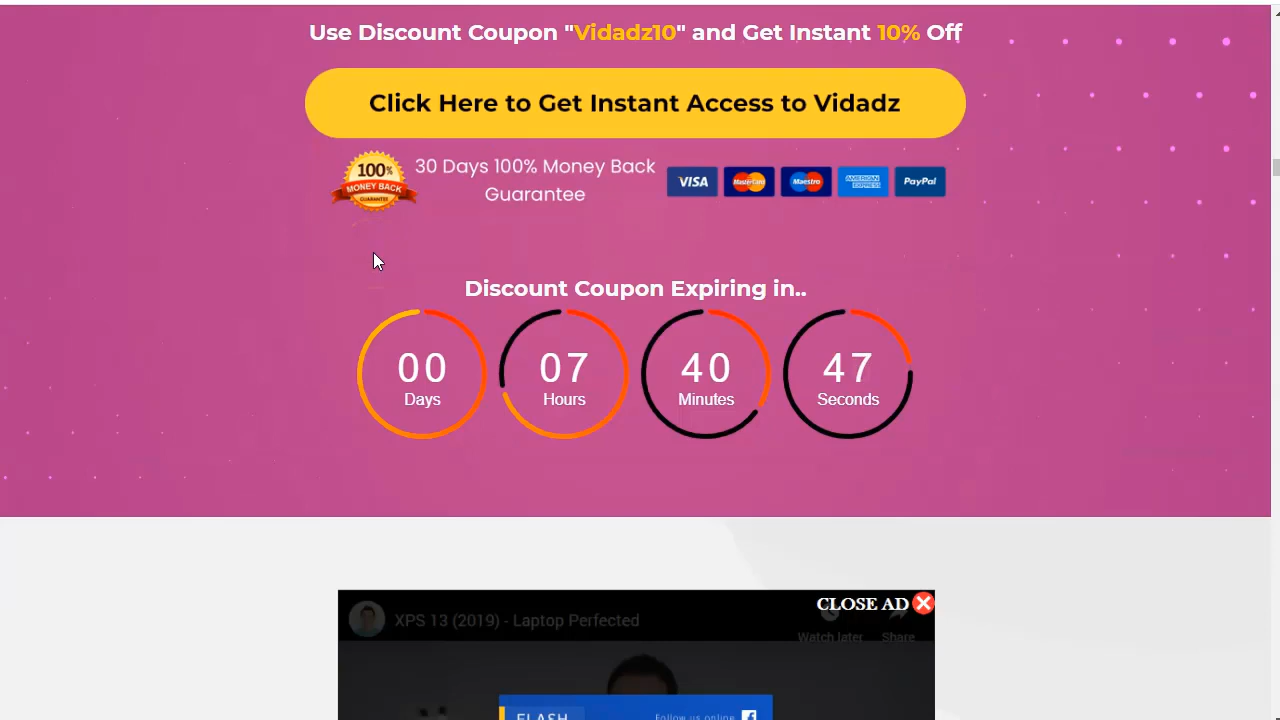 Use Discount Coupon "Vidadz10" and Get Instant 10% Off
Click Here to Get Instant Access to Vidadz
100%
MONEY BACK
GUARANTEE
30 Days 100% Money Back
Guarantee
VISA
MasterCard
Maestro
AMERICAN
EXPRESS
PayPal
Discount Coupon Expiring in..
00
Days
07
Hours
40
Minutes
47
Seconds
CLOSE AD
XPS 13 (2019) - Laptop Perfected
Watch later
Share
FLASH
Follow us online